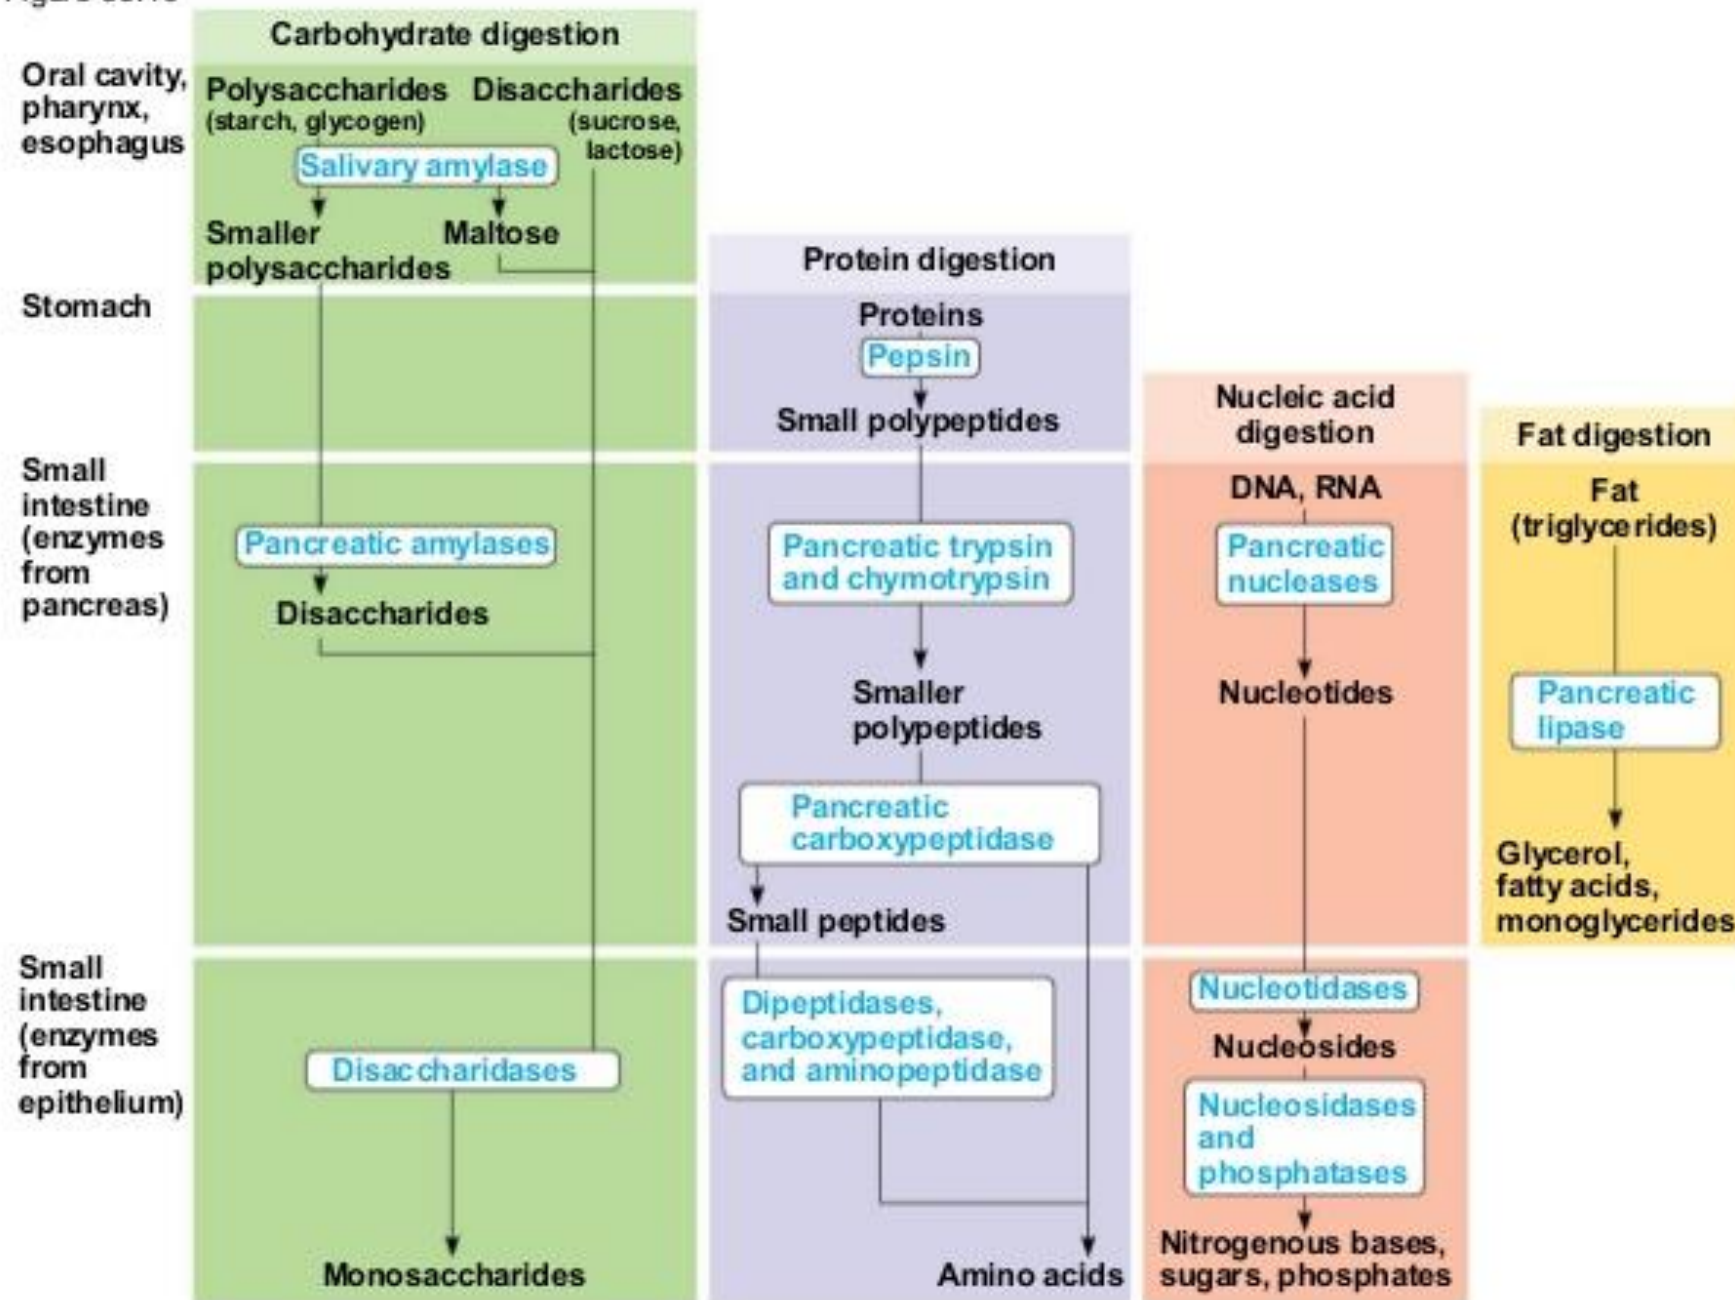 Carbohydrate digestion
Oral cavity,
pharynx,
esophagus
Polysaccharides
(starch, glycogen)
Disaccharides
(sucrose,
lactose)
Salivary amylase
Smaller
polysaccharides
Maltose
Protein digestion
Stomach
Proteins
Pepsin
Small polypeptides
Nucleic acid
digestion
Fat digestion
Small
intestine
(enzymes
from
pancreas)
Pancreatic amylases
Disaccharides
Pancreatic trypsin
and chymotrypsin
Smaller
polypeptides
Pancreatic
carboxypeptidase
Small peptides
DNA, RNA
Pancreatic
nucleases
Nucleotides
Fat
(triglycerides)
Pancreatic
lipase
Glycerol,
fatty acids,
monoglycerides
Small
intestine
(enzymes
from
epithelium)
Disaccharidases
Monosaccharides
Dipeptidases,
carboxypeptidase,
and aminopeptidase
Amino acids
Nucleotidases
Nucleosides
Nucleosidases
and
phosphatases
Nitrogenous bases,
sugars, phosphates